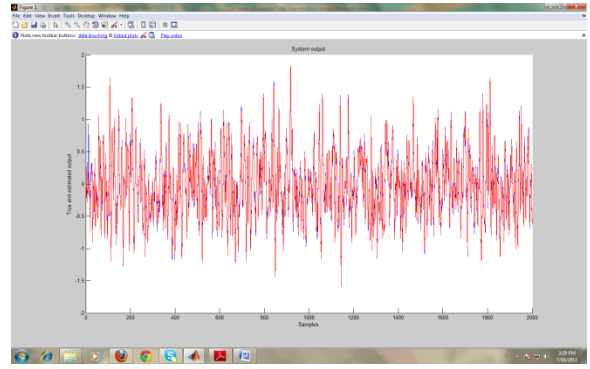 Figure 1
File Edit View Insert Tools Desktop Window Help
Note new toolbar buttons: data brushing & linked plots Play video
System output
True and estimated output
2
1.5
1
0.5
0
-0.5
-1
-1.5
-2
0 200 400 600 800 1000 1200 1400 1600 1800 2000
Samples
3:29 PM
7/16/2012